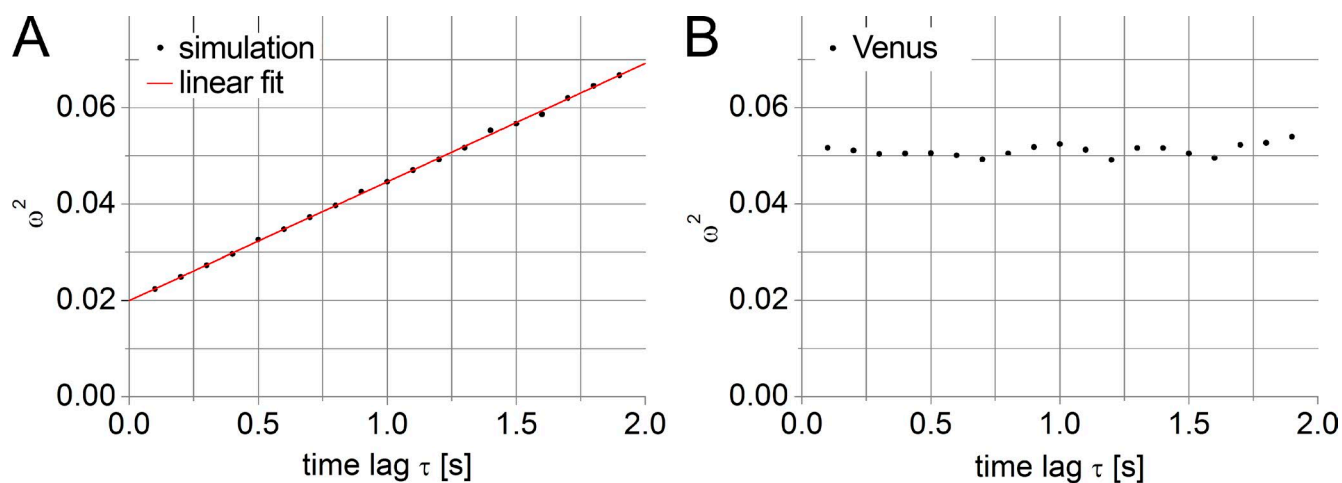 A
simulation
linear fit
ω²
0.06
0.04
0.02
0.00
0.0 0.5 1.0 1.5 2.0
time lag τ [s]
B
Venus
ω²
0.06
0.04
0.02
0.00
0.0 0.5 1.0 1.5 2.0
time lag τ [s]